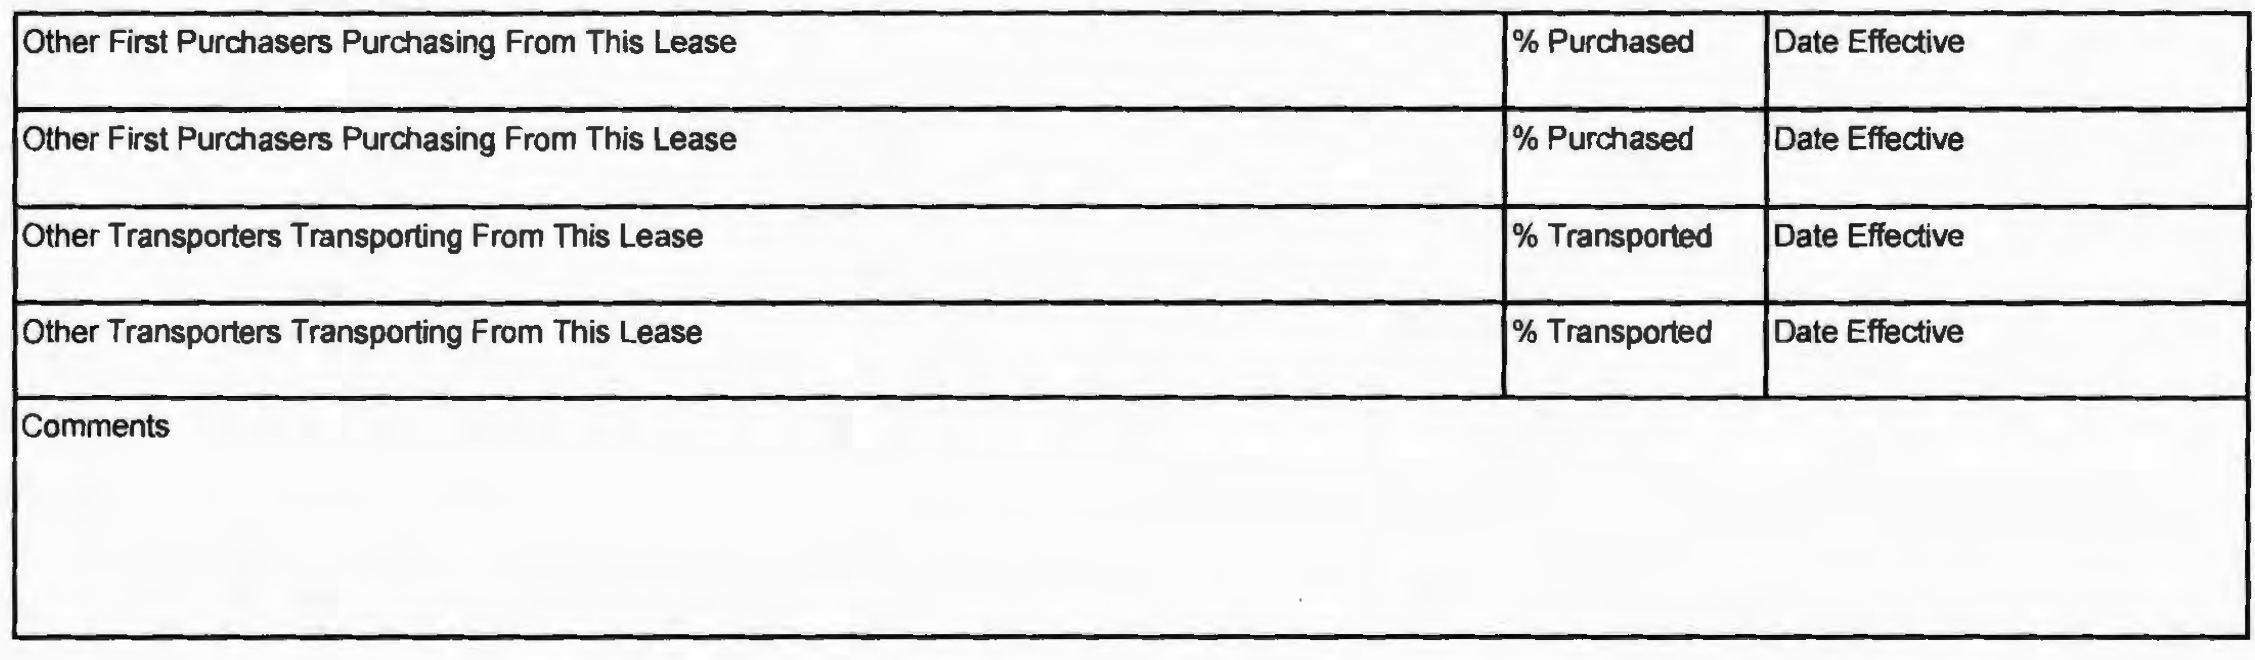 Other First Purchasers Purchasing From This Lease % Purchased Date Effective
Other First Purchasers Purchasing From This Lease % Purchased Date Effective
Other Transporters Transporting From This Lease % Transported Date Effective
Other Transporters Transporting From This Lease % Transported Date Effective
Comments